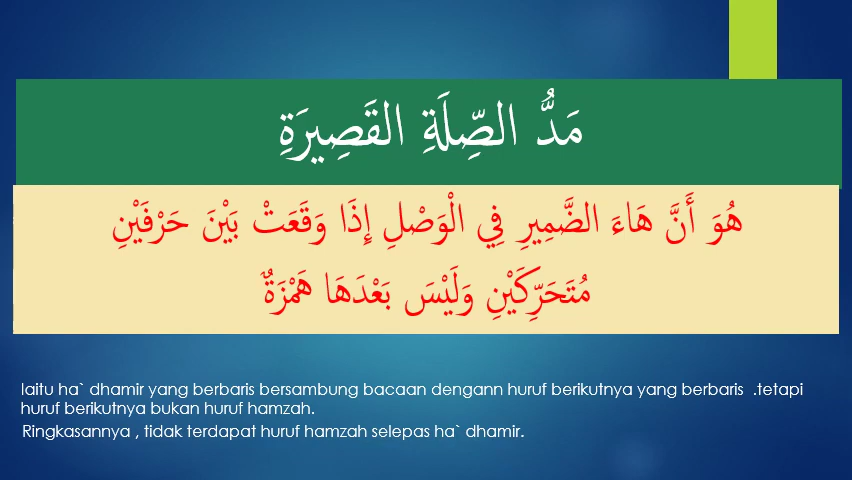 مَدُّ الصِّلَةِ القَصِيرَةِ
هُوَ أَنَّ هَاءَ الضَّمِيرِ فِي الْوَصْلِ إِذَا وَقَعَتْ بَيْنَ حَرْفَيْنِ
مُتَحَرِّكَيْنِ وَلَيْسَ بَعْدَهَا هَمْزَةٌ
Iaitu ha` dhamir yang berbaris bersambung bacaan dengann huruf berikutnya yang berbaris .tetapi
huruf berikutnya bukan huruf hamzah.
Ringkasannya , tidak terdapat huruf hamzah selepas ha` dhamir.